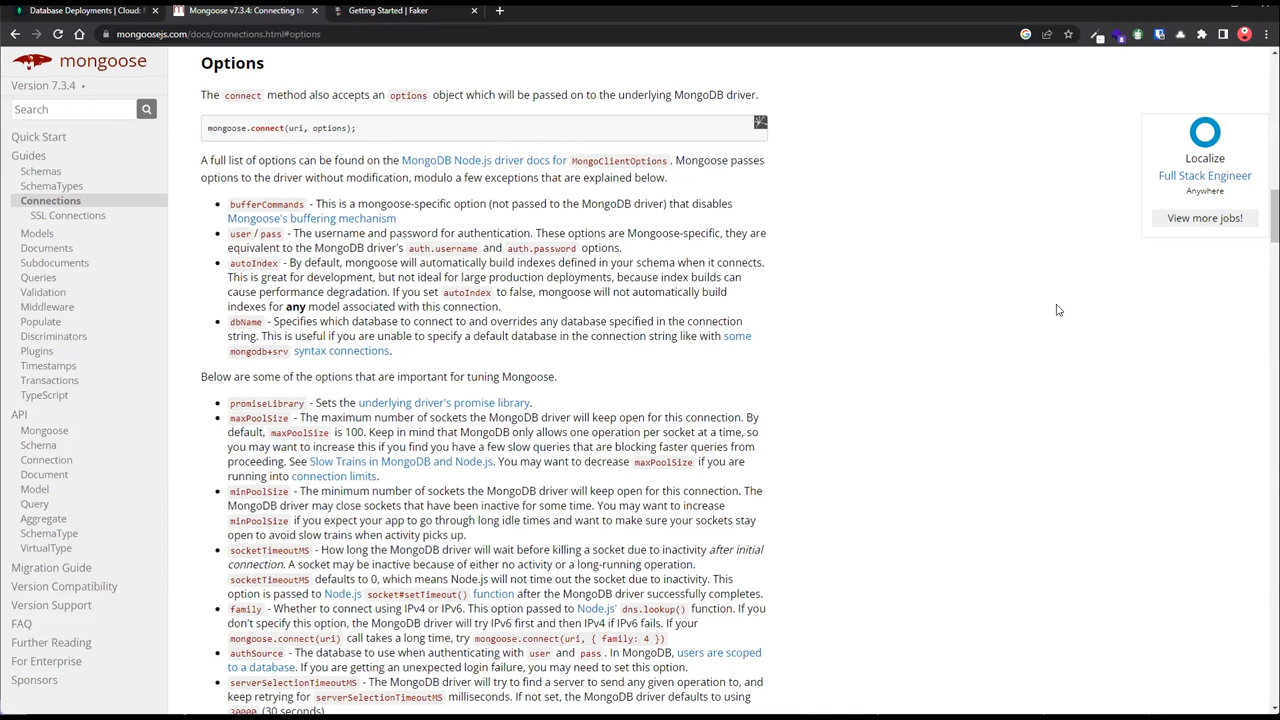 Database Deployments | Cloud: M
Mongoose v7.3.4: Connecting to
Getting Started | Faker
mongoosejs.com/docs/connections.html#options
mongoose
Version 7.3.4
Search
Quick Start
Guides
Schemas
SchemaTypes
Connections
SSL Connections
Models
Documents
Subdocuments
Queries
Validation
Middleware
Populate
Discriminators
Plugins
Timestamps
Transactions
TypeScript
API
Mongoose
Schema
Connection
Document
Model
Query
Aggregate
SchemaType
VirtualType
Migration Guide
Version Compatibility
Version Support
FAQ
Further Reading
For Enterprise
Sponsors
Options
The connect method also accepts an options object which will be passed on to the underlying MongoDB driver.
mongoose.connect(uri, options);
A full list of options can be found on the MongoDB Node.js driver docs for MongoClientOptions. Mongoose passes
options to the driver without modification, modulo a few exceptions that are explained below.
• bufferCommands - This is a mongoose-specific option (not passed to the MongoDB driver) that disables
Mongoose's buffering mechanism
• user/pass - The username and password for authentication. These options are Mongoose-specific, they are
equivalent to the MongoDB driver's auth.username and auth.password options.
• autoIndex - By default, mongoose will automatically build indexes defined in your schema when it connects.
This is great for development, but not ideal for large production deployments, because index builds can
cause performance degradation. If you set autoIndex to false, mongoose will not automatically build
indexes for any model associated with this connection.
• dbName - Specifies which database to connect to and overrides any database specified in the connection
string. This is useful if you are unable to specify a default database in the connection string like with some
mongodb+srv syntax connections.
Below are some of the options that are important for tuning Mongoose.
• promiseLibrary - Sets the underlying driver's promise library.
• maxPoolSize - The maximum number of sockets the MongoDB driver will keep open for this connection. By
default, maxPoolSize is 100. Keep in mind that MongoDB only allows one operation per socket at a time, so
you may want to increase this if you find you have a few slow queries that are blocking faster queries from
proceeding. See Slow Trains in MongoDB and Node.js. You may want to decrease maxPoolSize if you are
running into connection limits.
• minPoolSize - The minimum number of sockets the MongoDB driver will keep open for this connection. The
MongoDB driver may close sockets that have been inactive for some time. You may want to increase
minPoolSize if you expect your app to go through long idle times and want to make sure your sockets stay
open to avoid slow trains when activity picks up.
• socketTimeoutMS - How long the MongoDB driver will wait before killing a socket due to inactivity after initial
connection. A socket may be inactive because of either no activity or a long-running operation.
socketTimeoutMS defaults to 0, which means Node.js will not time out the socket due to inactivity. This
option is passed to Node.js socket#setTimeout() function after the MongoDB driver successfully completes.
• family - Whether to connect using IPv4 or IPv6. This option passed to Node.js' dns.lookup() function. If you
don't specify this option, the MongoDB driver will try IPv6 first and then IPv4 if IPv6 fails. If your
mongoose.connect(uri) call takes a long time, try mongoose.connect(uri, { family: 4 })
• authSource - The database to use when authenticating with user and pass. In MongoDB, users are scoped
to a database. If you are getting an unexpected login failure, you may need to set this option.
• serverSelectionTimeoutMS - The MongoDB driver will try to find a server to send any given operation to, and
keep retrying for serverSelectionTimeoutMS milliseconds. If not set, the MongoDB driver defaults to using
30000 (30 seconds)
Localize
Full Stack Engineer
Anywhere
View more jobs!